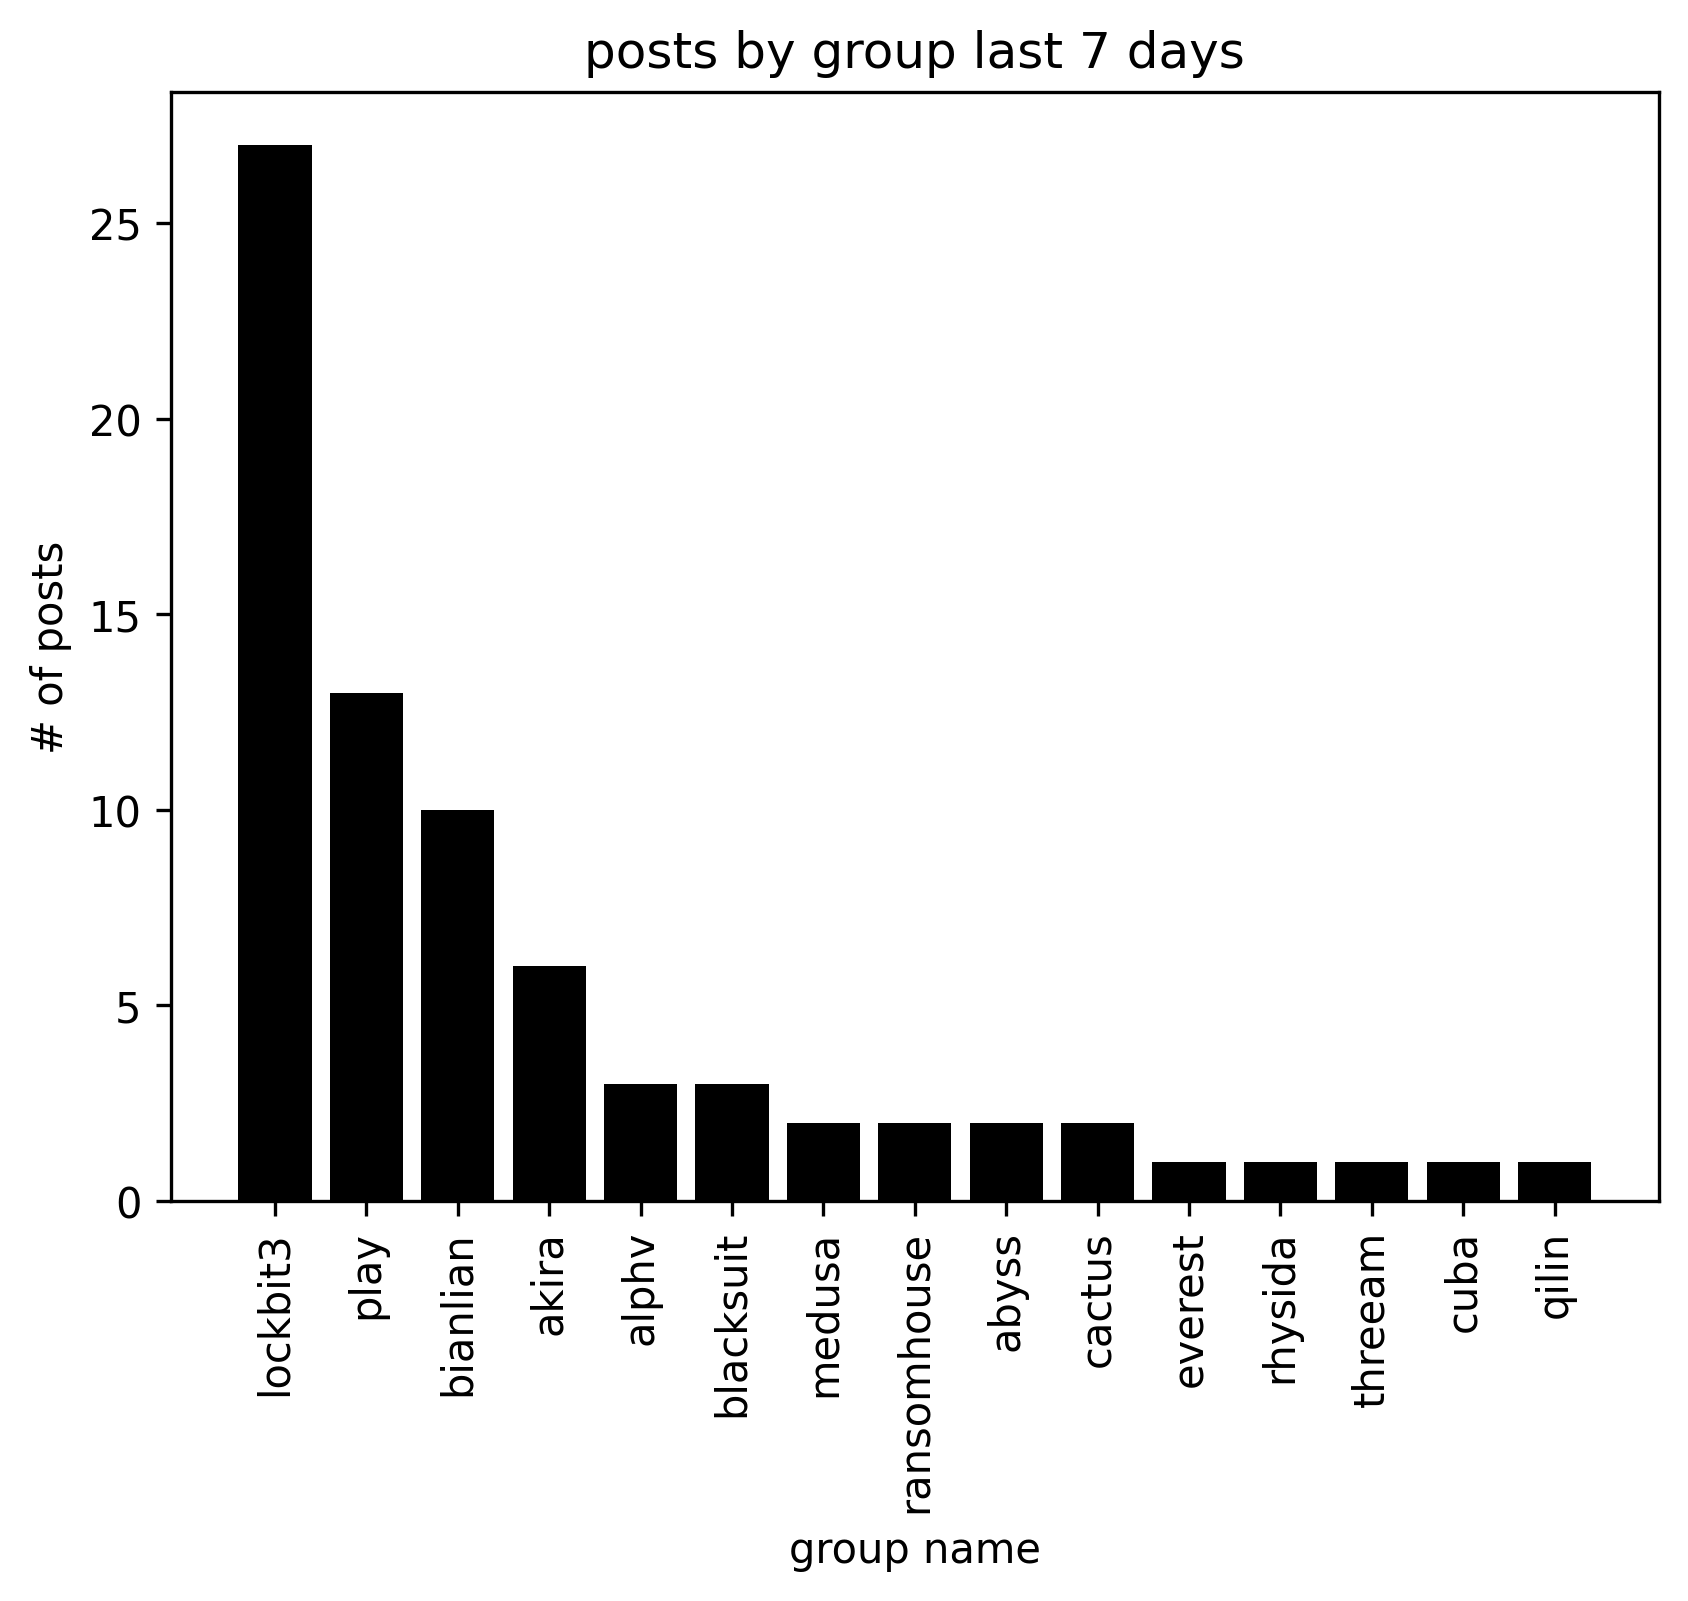 posts by group last 7 days
# of posts
25
20
15
10
5
0
lockbit3
play
bianlian
akira
alphv
blacksuit
medusa
ransomhouse
abyss
cactus
everest
rhysida
threeam
cuba
qilin
group name